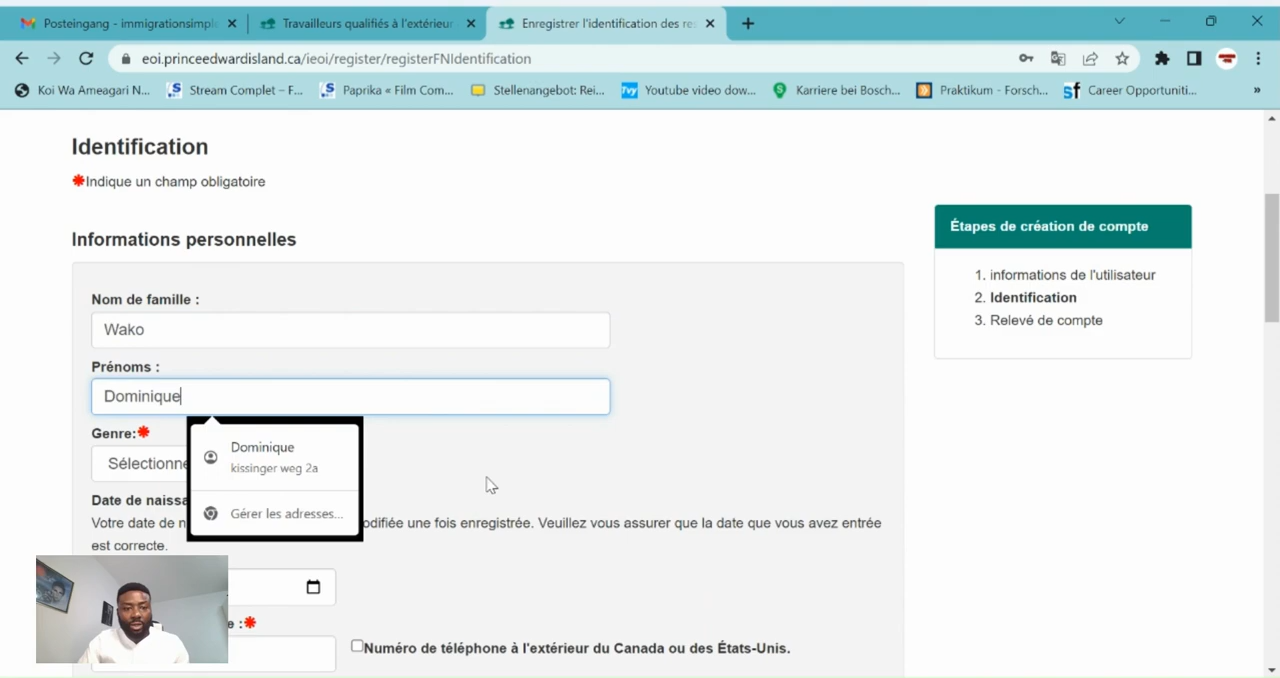 Posteingang - immigrationsimpl
Travailleurs qualifiés à l'extérieur
Enregistrer l'identification des re
eoi.princeedwardisland.ca/ieoi/register/registerFNIdentification
Koi Wa Ameagari N...
Stream Complet – F...
Paprika « Film Com...
Stellenangebot: Rei...
Youtube video dow...
Karriere bei Bosch...
Praktikum - Forsch...
Career Opportuniti...
Identification
Indique un champ obligatoire
Informations personnelles
Nom de famille :
Wako
Prénoms :
Dominique
Dominique
kissinger weg 2a
Gérer les adresses...
Genre:
Sélectionne
Date de naissa
Votre date de n odifiée une fois enregistrée. Veuillez vous assurer que la date que vous avez entrée
est correcte.
e :
Numéro de téléphone à l'extérieur du Canada ou des États-Unis.
Étapes de création de compte
1. informations de l'utilisateur
2. Identification
3. Relevé de compte